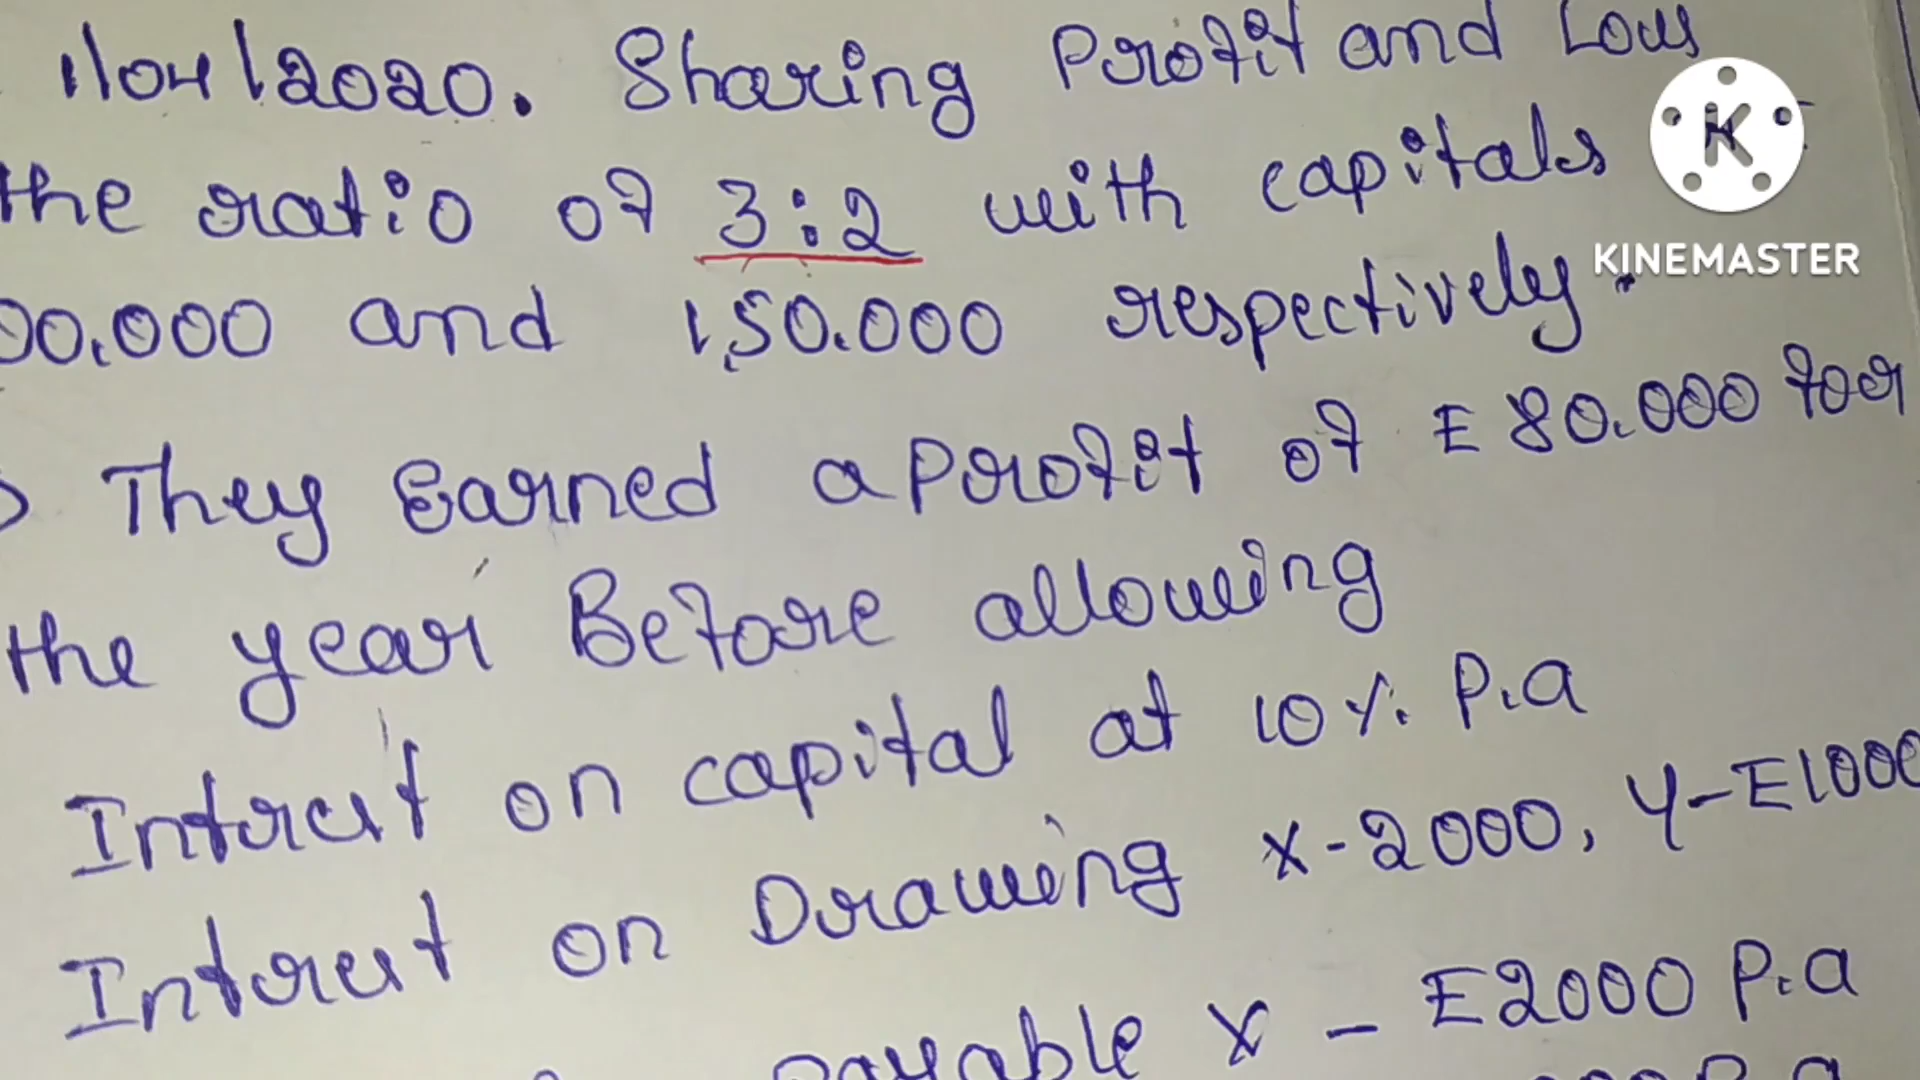 1/04/2020. Sharing Profit and Loss
the ratio of 3:2 with capitals
00,000 and 1,50,000 respectively.
They Earned a Profit of E 80,000 for
the year Before allowing
Interest on capital at 10% P.a
Interest on Drawing X-2000, Y-E1000
payable X - E2000 P.a
P.a
K
KINEMASTER